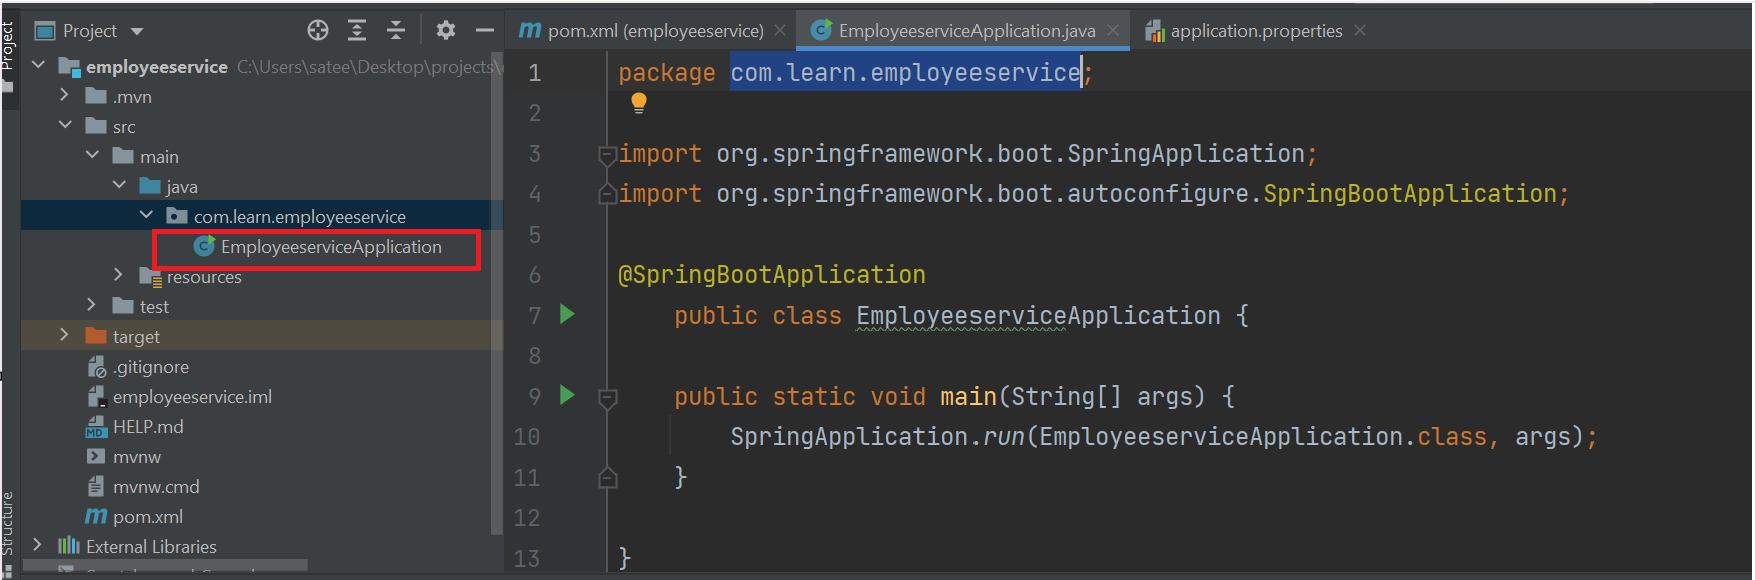 Project
Structure
Project
employeeservice C:\Users\satee\Desktop\projects\
.mvn
src
main
java
com.learn.employeeservice
EmployeeserviceApplication
resources
test
target
.gitignore
employeeservice.iml
HELP.md
mvnw
mvnw.cmd
pom.xml
External Libraries
pom.xml (employeeservice)
EmployeeserviceApplication.java
application.properties
1 package com.learn.employeeservice;
2
3 import org.springframework.boot.SpringApplication;
4 import org.springframework.boot.autoconfigure.SpringBootApplication;
5
6 @SpringBootApplication
7 public class EmployeeserviceApplication {
8
9 public static void main(String[] args) {
10 SpringApplication.run(EmployeeserviceApplication.class, args);
11 }
12
13 }